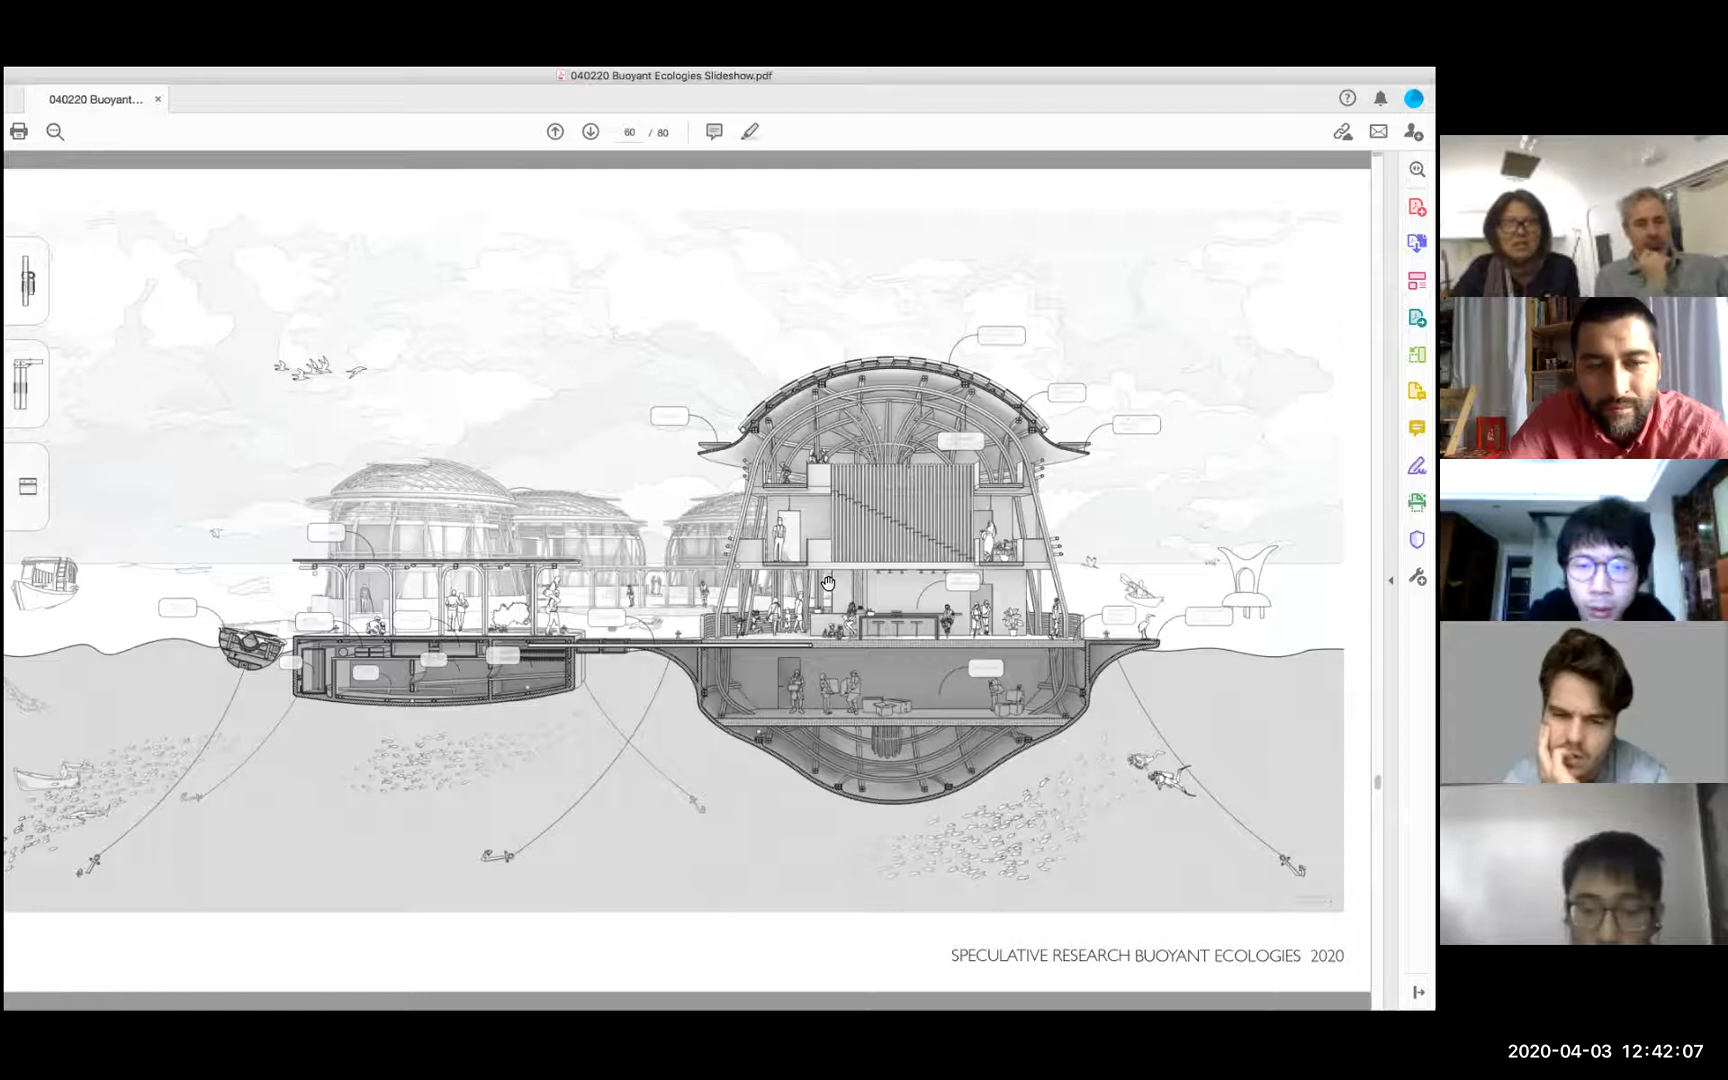 040220 Buoyant Ecologies Slideshow.pdf
040220 Buoyant... ×
60 / 80
SPECULATIVE RESEARCH BUOYANT ECOLOGIES 2020
2020-04-03 12:42:07